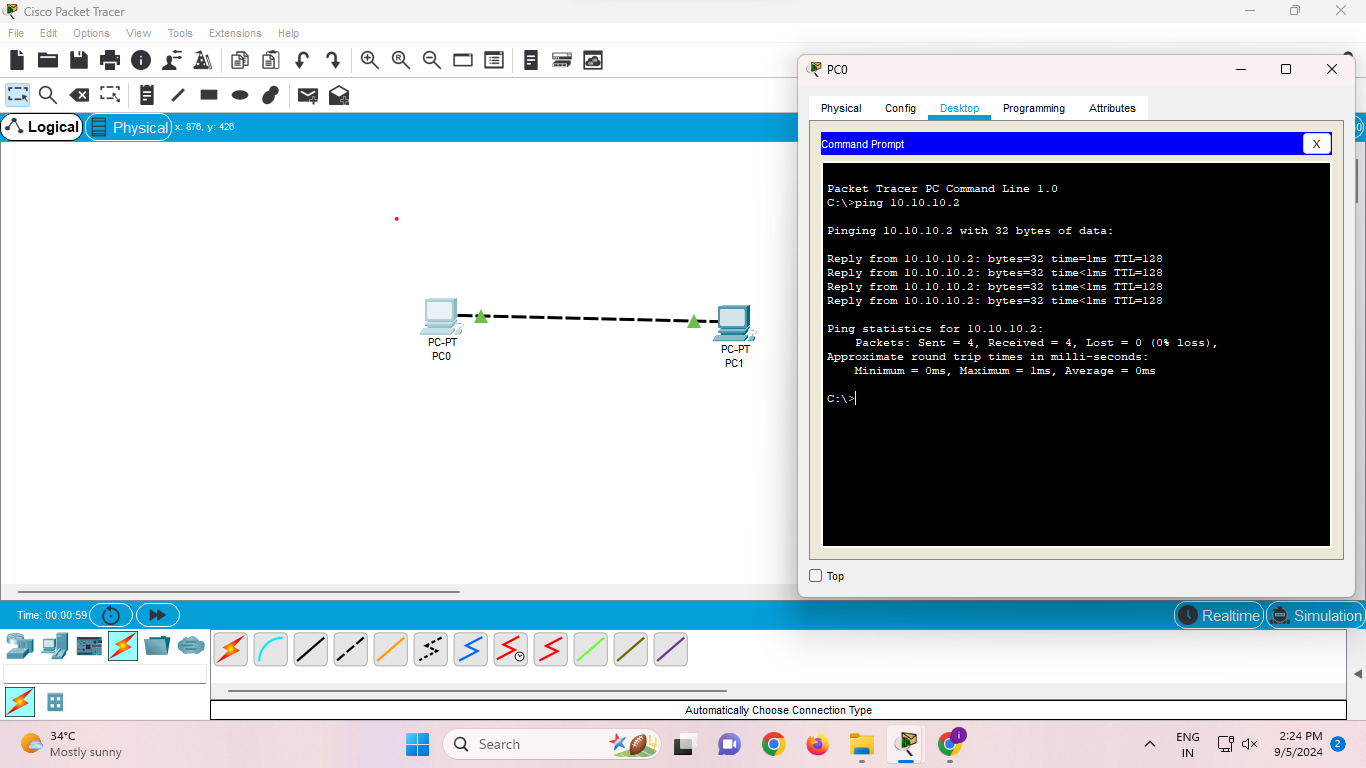 Cisco Packet Tracer
File Edit Options View Tools Extensions Help
Logical Physical x: 876, y: 426
PC-PT
PC0
PC-PT
PC1
PC0
Physical Config Desktop Programming Attributes
Command Prompt X
Packet Tracer PC Command Line 1.0
C:\>ping 10.10.10.2
Pinging 10.10.10.2 with 32 bytes of data:
Reply from 10.10.10.2: bytes=32 time=1ms TTL=128
Reply from 10.10.10.2: bytes=32 time<1ms TTL=128
Reply from 10.10.10.2: bytes=32 time<1ms TTL=128
Reply from 10.10.10.2: bytes=32 time<1ms TTL=128
Ping statistics for 10.10.10.2:
Packets: Sent = 4, Received = 4, Lost = 0 (0% loss),
Approximate round trip times in milli-seconds:
Minimum = 0ms, Maximum = 1ms, Average = 0ms
C:\>
Top
Time: 00:00:59
Realtime Simulation
Automatically Choose Connection Type
34°C
Mostly sunny
Search
ENG
IN
2:24 PM
9/5/2024
2